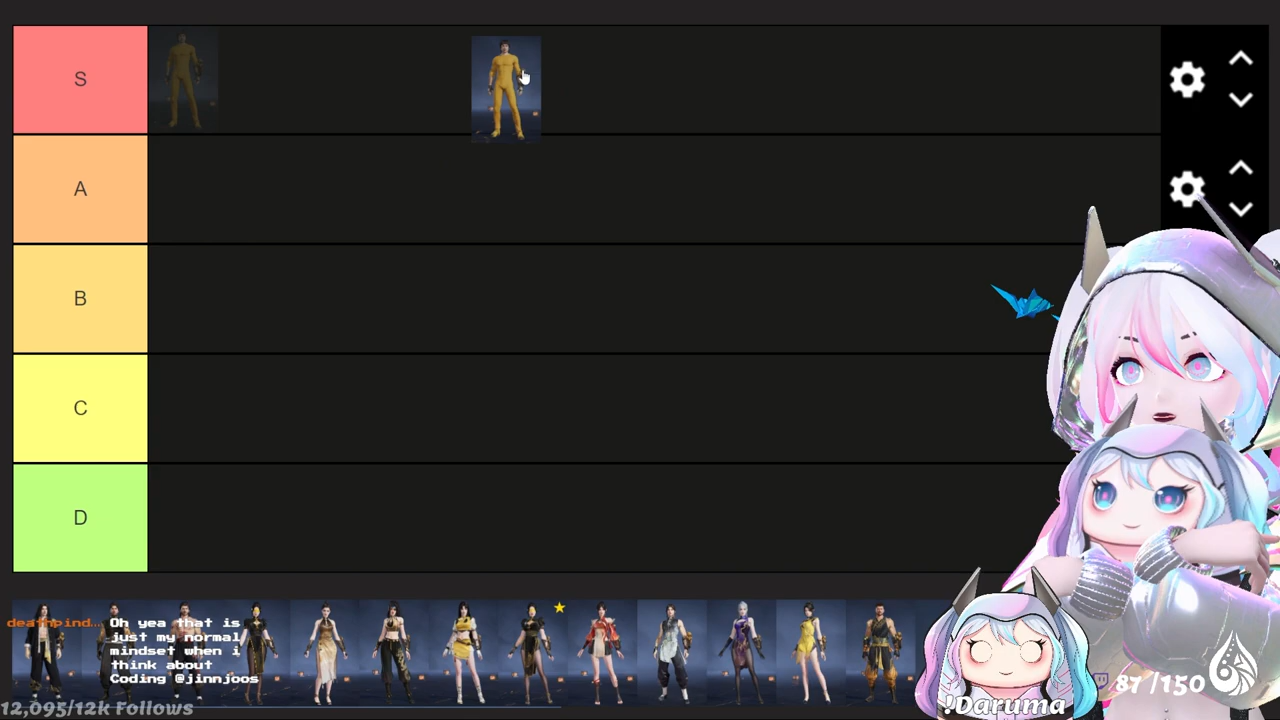 S
A
B
C
D
deathpind... Oh yea that is
just my normal
mindset when i
think about
Coding @jinnjoos
12,095/12k Follows
87/150
!Daruma